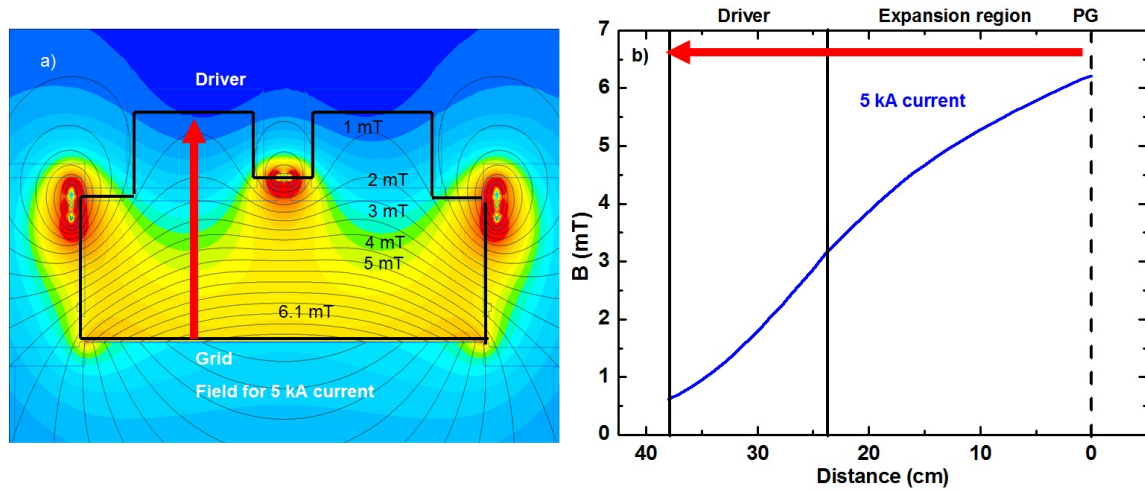 a)
Driver
1 mT
2 mT
3 mT
4 mT
5 mT
6.1 mT
Grid
Field for 5 kA current
Driver
Expansion region
PG
b)
5 kA current
B (mT)
7
6
5
4
3
2
1
0
40 30 20 10 0
Distance (cm)